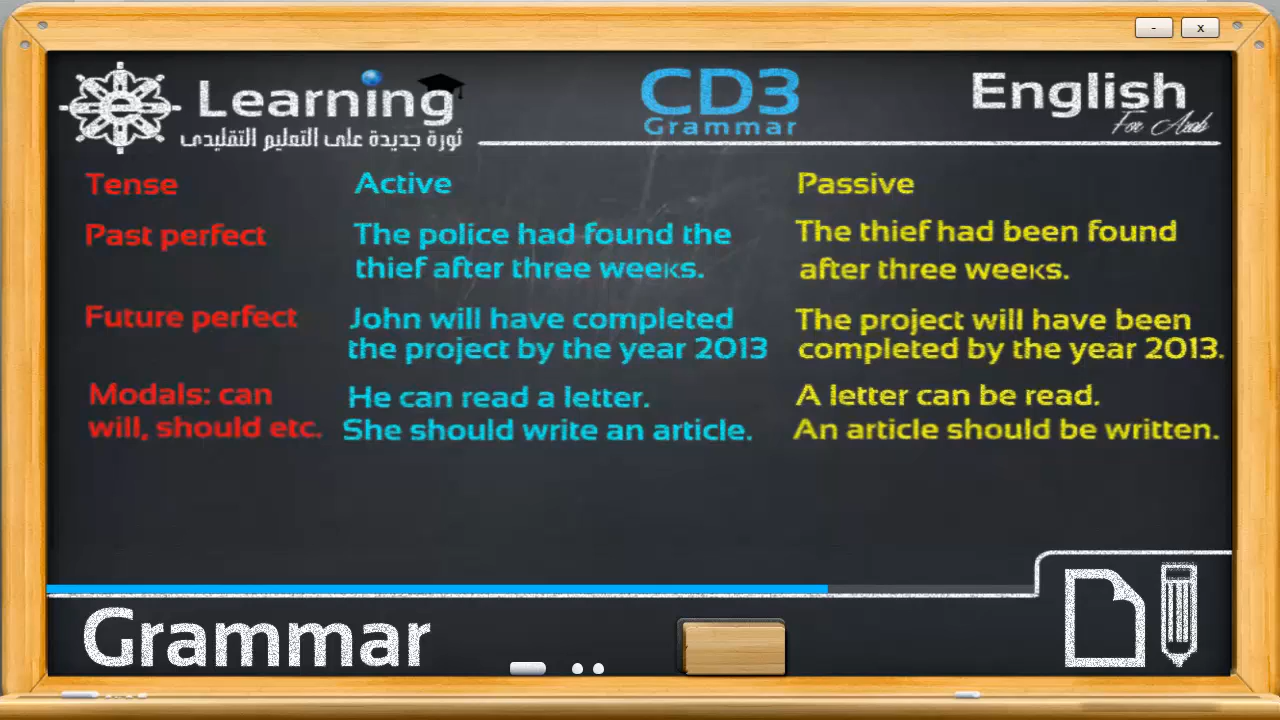 - x
Learning
ثورة جديدة على التعليم التقليدى
CD3
Grammar
English
For Arab
Tense Active Passive
Past perfect The police had found the The thief had been found
thief after three weeks. after three weeks.
Future perfect John will have completed The project will have been
the project by the year 2013 completed by the year 2013.
Modals: can He can read a letter. A letter can be read.
will, should etc. She should write an article. An article should be written.
Grammar